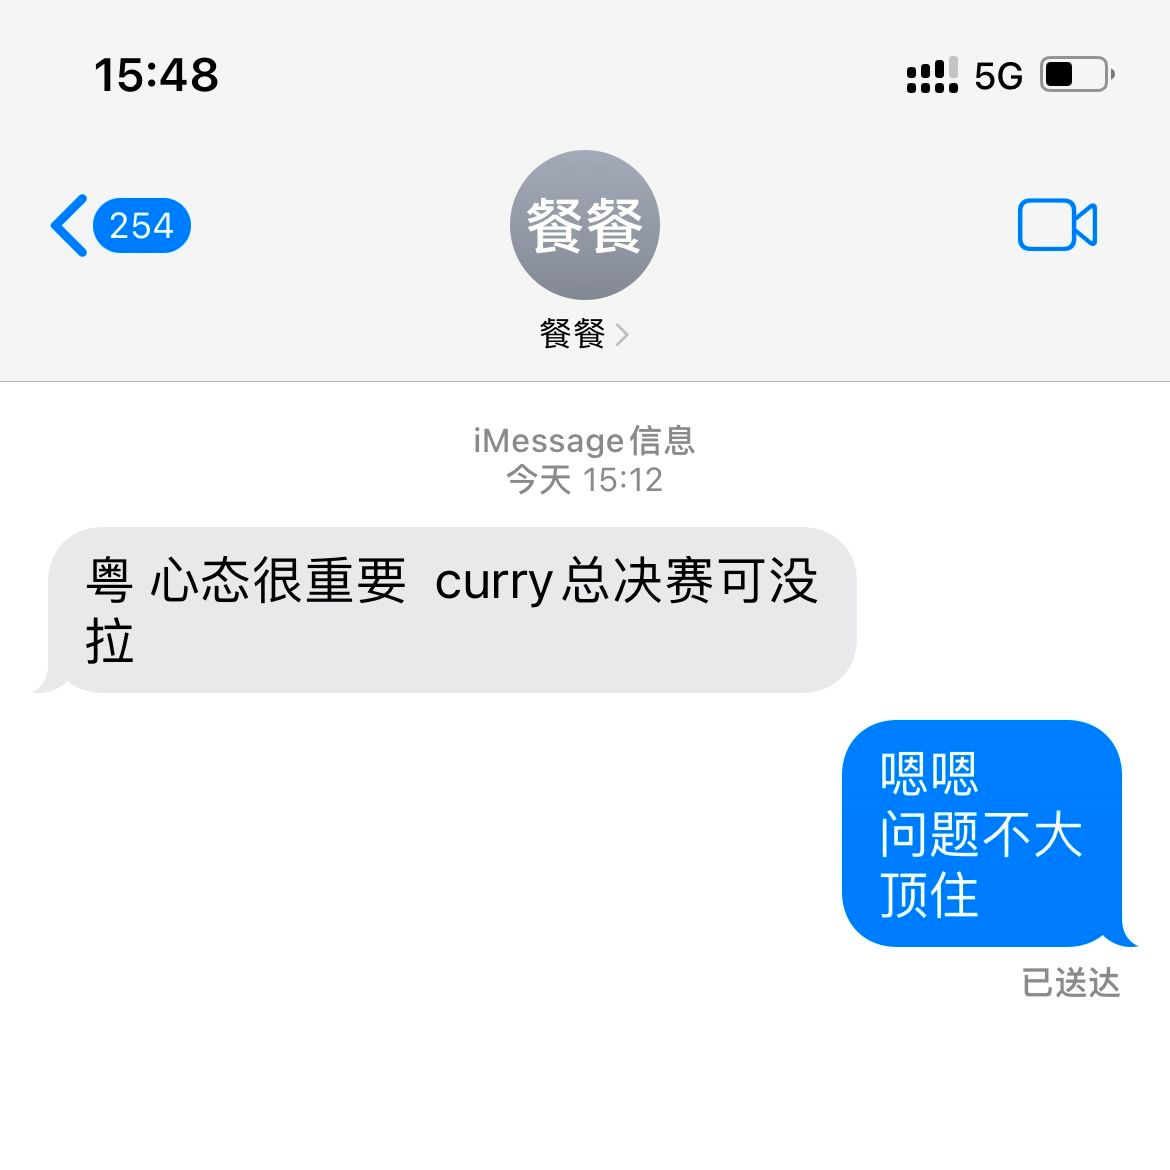 15:48
5G
254
餐餐
餐餐
iMessage信息
今天 15:12
粤 心态很重要  curry总决赛可没
拉
嗯嗯
问题不大
顶住
已送达